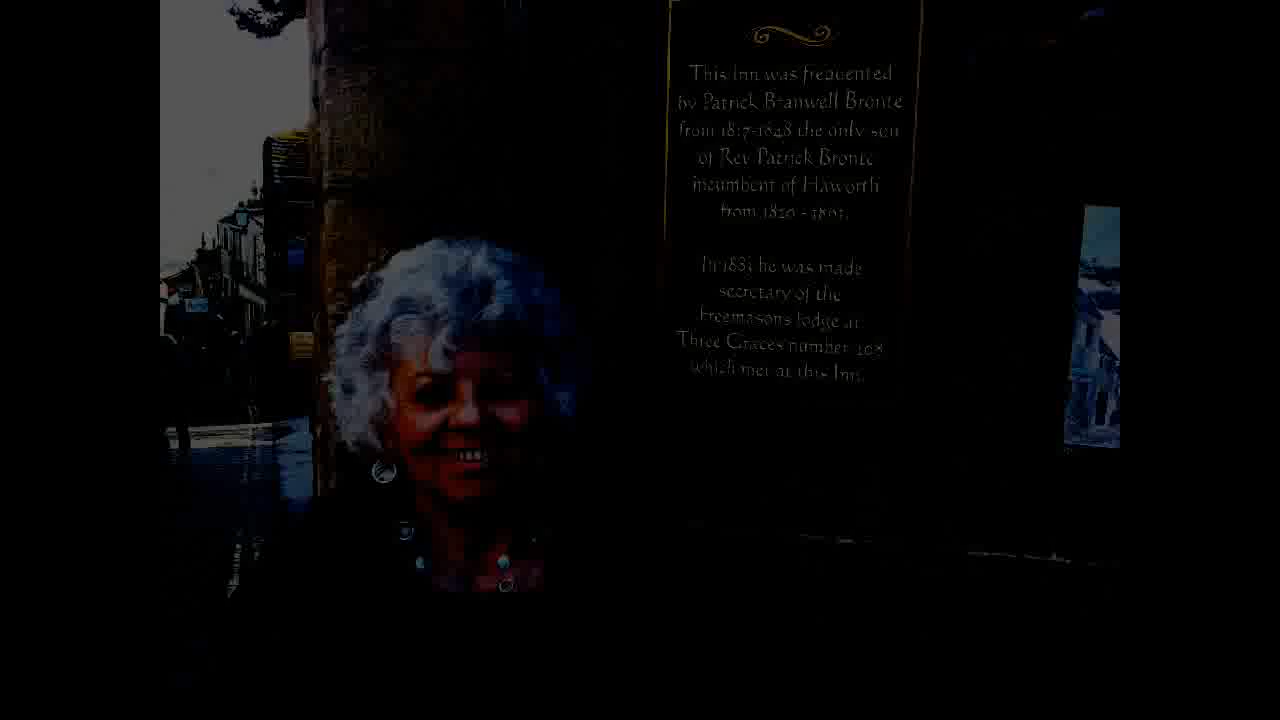 This Inn was frequented
by Patrick Branwell Bronte
from 1817-1848 the only son
of Rev Patrick Bronte
incumbent of Haworth
from 1820 - 1861.
In 1831 he was made
secretary of the
Freemasons lodge at
Three Graces number 408
which met at this Inn.